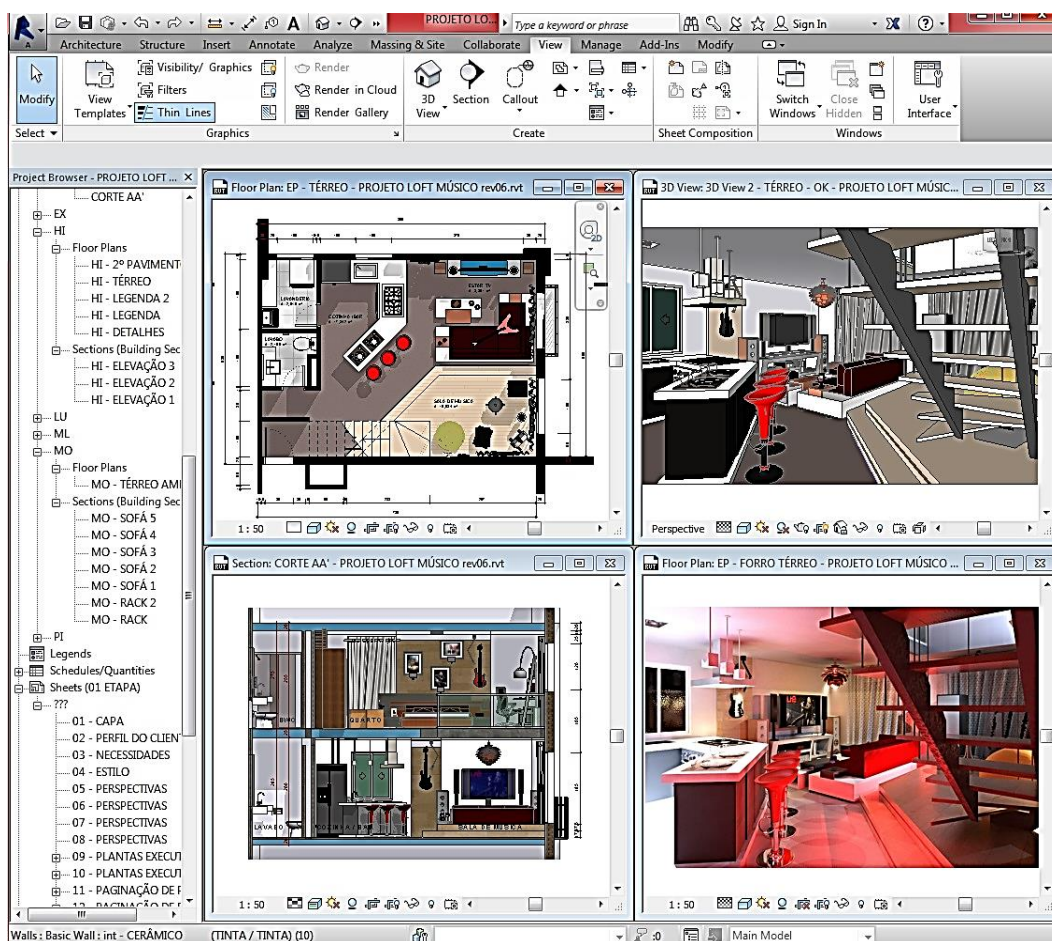 PROJETO LO...
Type a keyword or phrase
Sign In
Architecture Structure Insert Annotate Analyze Massing & Site Collaborate View Manage Add-Ins Modify
Modify
View
Templates
Visibility/ Graphics
Filters
Thin Lines
Render
Render in Cloud
Render Gallery
3D
View
Section
Callout
Switch
Windows
Close
Hidden
User
Interface
Select
Graphics
Create
Sheet Composition
Windows
Project Browser - PROJETO LOFT ...
CORTE AA'
EX
HI
Floor Plans
HI - 2º PAVIMENT
HI - TÉRREO
HI - LEGENDA 2
HI - LEGENDA
HI - DETALHES
Sections (Building Sec
HI - ELEVAÇÃO 3
HI - ELEVAÇÃO 2
HI - ELEVAÇÃO 1
LU
ML
MO
Floor Plans
MO - TÉRREO AMI
Sections (Building Sec
MO - SOFÁ 5
MO - SOFÁ 4
MO - SOFÁ 3
MO - SOFÁ 2
MO - SOFÁ 1
MO - RACK 2
MO - RACK
PI
Legends
Schedules/Quantities
Sheets (01 ETAPA)
???
01 - CAPA
02 - PERFIL DO CLIEN
03 - NECESSIDADES
04 - ESTILO
05 - PERSPECTIVAS
06 - PERSPECTIVAS
07 - PERSPECTIVAS
08 - PERSPECTIVAS
09 - PLANTAS EXECUT
10 - PLANTAS EXECUT
11 - PAGINAÇÃO DE
Floor Plan: EP - TÉRREO - PROJETO LOFT MÚSICO rev06.rvt
2D
LAVABO
SALA DE MÚSICA
1 : 50
3D View: 3D View 2 - TÉRREO - OK - PROJETO LOFT MÚSIC...
Perspective
Section: CORTE AA' - PROJETO LOFT MÚSICO rev06.rvt
QUARTO
LAVABO
SALA DE MÚSICA
1 : 50
Floor Plan: EP - FORRO TÉRREO - PROJETO LOFT MÚSICO ...
1 : 50
Walls : Basic Wall : int - CERÂMICO (TINTA / TINTA) (10)
:0
Main Model